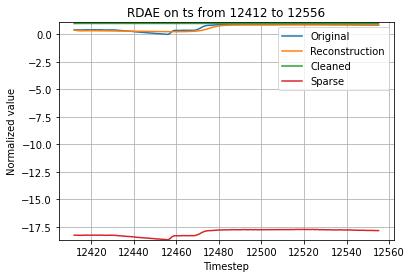 RDAE on ts from 12412 to 12556
Original
Reconstruction
Cleaned
Sparse
Normalized value
0.0
−2.5
−5.0
−7.5
−10.0
−12.5
−15.0
−17.5
12420 12440 12460 12480 12500 12520 12540 12560
Timestep